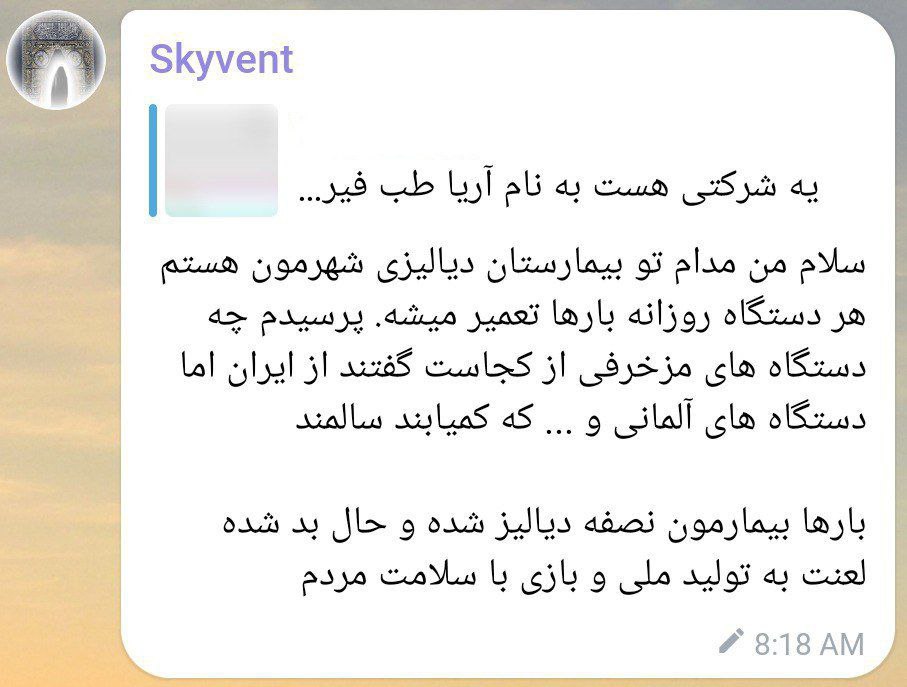 Skyvent
یه شرکتی هست به نام آریا طب فیر...
سلام من مدام تو بیمارستان دیالیزی شهرمون هستم
هر دستگاه روزانه بارها تعمیر میشه. پرسیدم چه
دستگاه های مزخرفی از کجاست گفتند از ایران اما
دستگاه های آلمانی و ... که کمیابند سالمند
بارها بیمارمون نصفه دیالیز شده و حال بد شده
لعنت به تولید ملی و بازی با سلامت مردم
8:18 AM